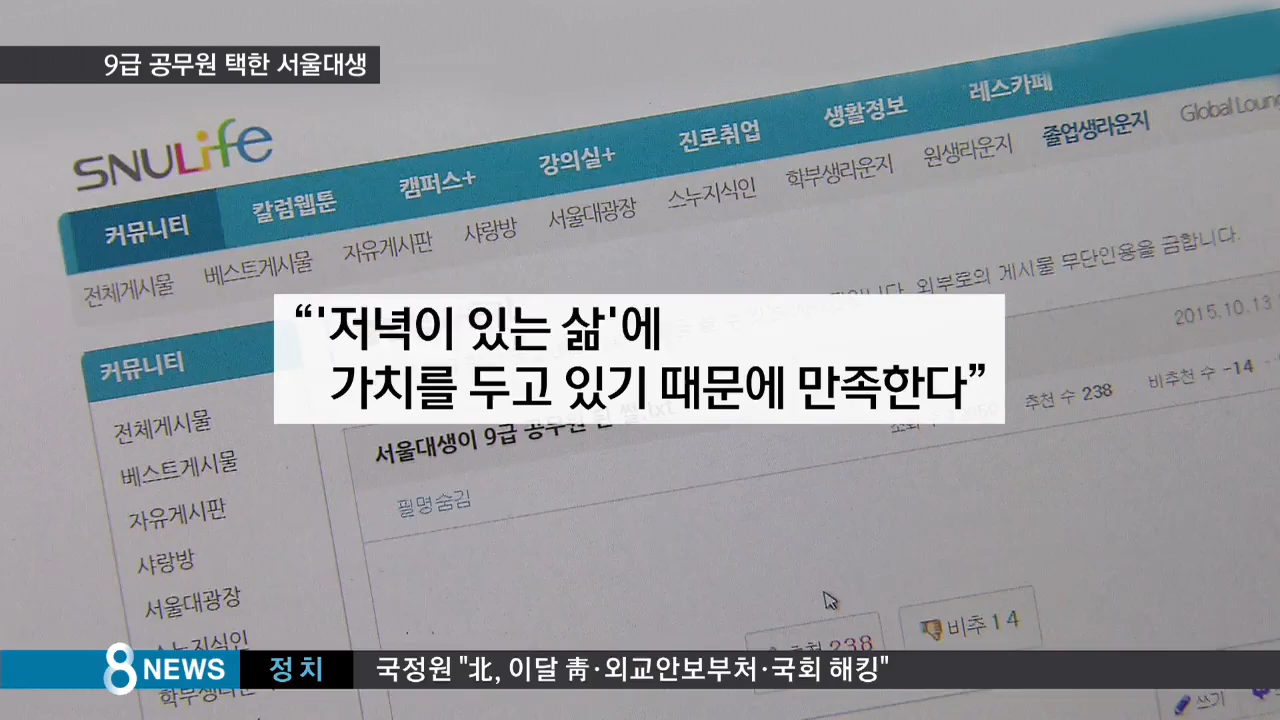 9급 공무원 택한 서울대생
SNULife
커뮤니티 칼럼웹툰 캠퍼스+ 강의실+ 진로취업 생활정보 레스카페
전체게시물 베스트게시물 자유게시판 사랑방 서울대광장 스누지식인 학부생라운지 원생라운지 졸업생라운지 Global
외부로의 게시물 무단인용을 금합니다.
2015.10.13
커뮤니티
“'저녁이 있는 삶'에
가치를 두고 있기 때문에 만족한다”
추천 수 238 비추천 수 -14
서울대생이 9급 공무원
필명숨김
전체게시물
베스트게시물
자유게시판
사랑방
서울대광장
스누지식인
238
비추 14
쓰기
8 NEWS 정치 국정원 "北, 이달 靑·외교안보부처·국회 해킹"